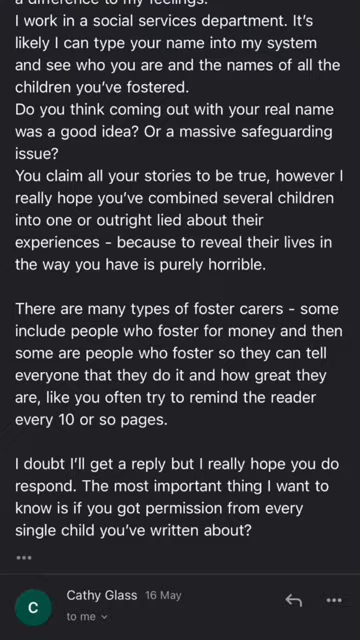 a difference to my feelings.
I work in a social services department. It's
likely I can type your name into my system
and see who you are and the names of all the
children you've fostered.
Do you think coming out with your real name
was a good idea? Or a massive safeguarding
issue?
You claim all your stories to be true, however I
really hope you've combined several children
into one or outright lied about their
experiences - because to reveal their lives in
the way you have is purely horrible.
There are many types of foster carers - some
include people who foster for money and then
some are people who foster so they can tell
everyone that they do it and how great they
are, like you often try to remind the reader
every 10 or so pages.
I doubt I'll get a reply but I really hope you do
respond. The most important thing I want to
know is if you got permission from every
single child you've written about?
C
Cathy Glass 16 May
to me